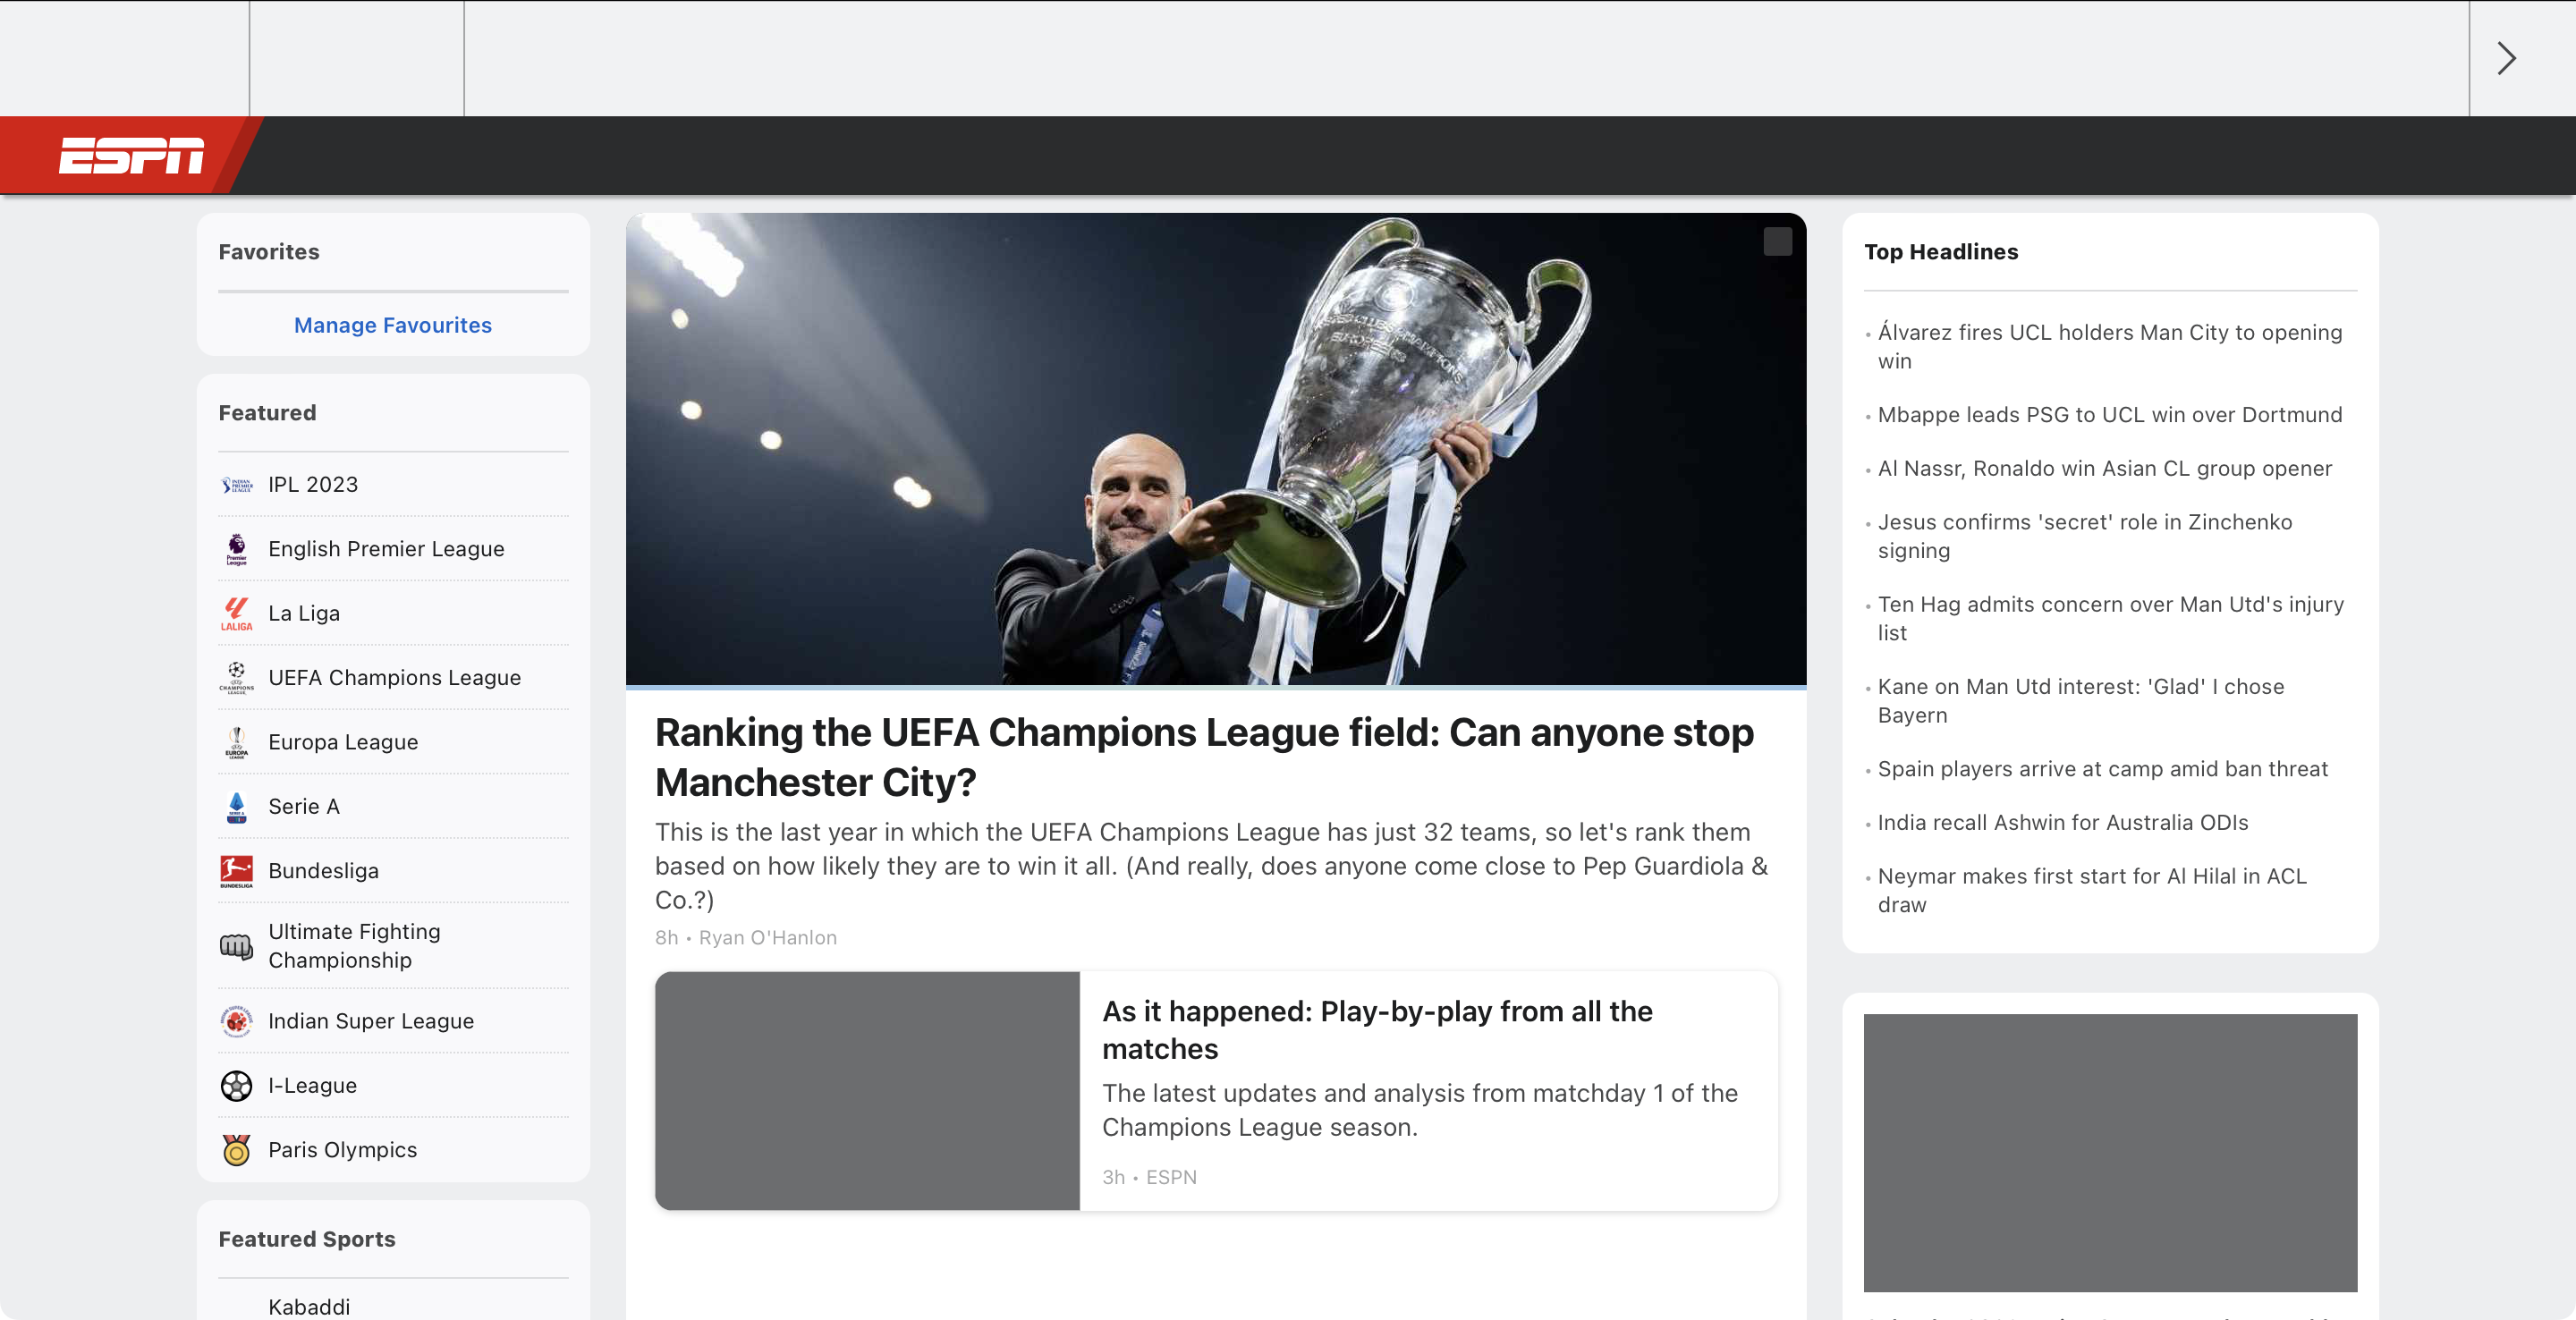 ESPN
Favorites
Manage Favourites
Featured
IPL 2023
English Premier League
La Liga
UEFA Champions League
Europa League
Serie A
Bundesliga
Ultimate Fighting
Championship
Indian Super League
I-League
Paris Olympics
Featured Sports
Kabaddi
Ranking the UEFA Champions League field: Can anyone stop
Manchester City?
This is the last year in which the UEFA Champions League has just 32 teams, so let's rank them
based on how likely they are to win it all. (And really, does anyone come close to Pep Guardiola &
Co.?)
8h • Ryan O'Hanlon
As it happened: Play-by-play from all the
matches
The latest updates and analysis from matchday 1 of the
Champions League season.
3h • ESPN
Top Headlines
• Álvarez fires UCL holders Man City to opening
win
• Mbappe leads PSG to UCL win over Dortmund
• Al Nassr, Ronaldo win Asian CL group opener
• Jesus confirms 'secret' role in Zinchenko
signing
• Ten Hag admits concern over Man Utd's injury
list
• Kane on Man Utd interest: 'Glad' I chose
Bayern
• Spain players arrive at camp amid ban threat
• India recall Ashwin for Australia ODIs
• Neymar makes first start for Al Hilal in ACL
draw